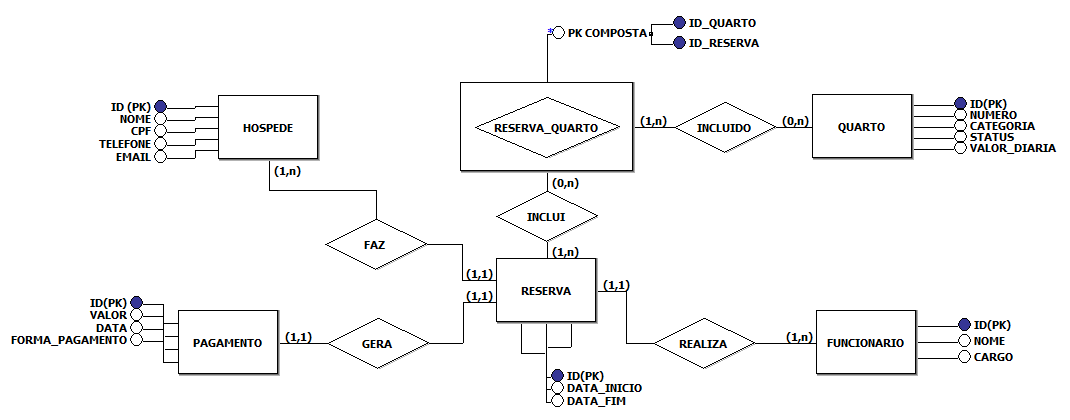 ID_QUARTO
* PK COMPOSTA
ID_RESERVA
ID (PK)
NOME
CPF
TELEFONE
EMAIL
HOSPEDE
(1,n)
RESERVA_QUARTO
(1,n)
INCLUIDO
(0,n)
QUARTO
ID(PK)
NUMERO
CATEGORIA
STATUS
VALOR_DIARIA
(0,n)
INCLUI
(1,n)
FAZ
(1,1)
(1,1)
RESERVA
(1,1)
ID(PK)
VALOR
DATA
FORMA_PAGAMENTO
PAGAMENTO
(1,1)
GERA
REALIZA
(1,n)
FUNCIONARIO
ID(PK)
NOME
CARGO
ID(PK)
DATA_INICIO
DATA_FIM